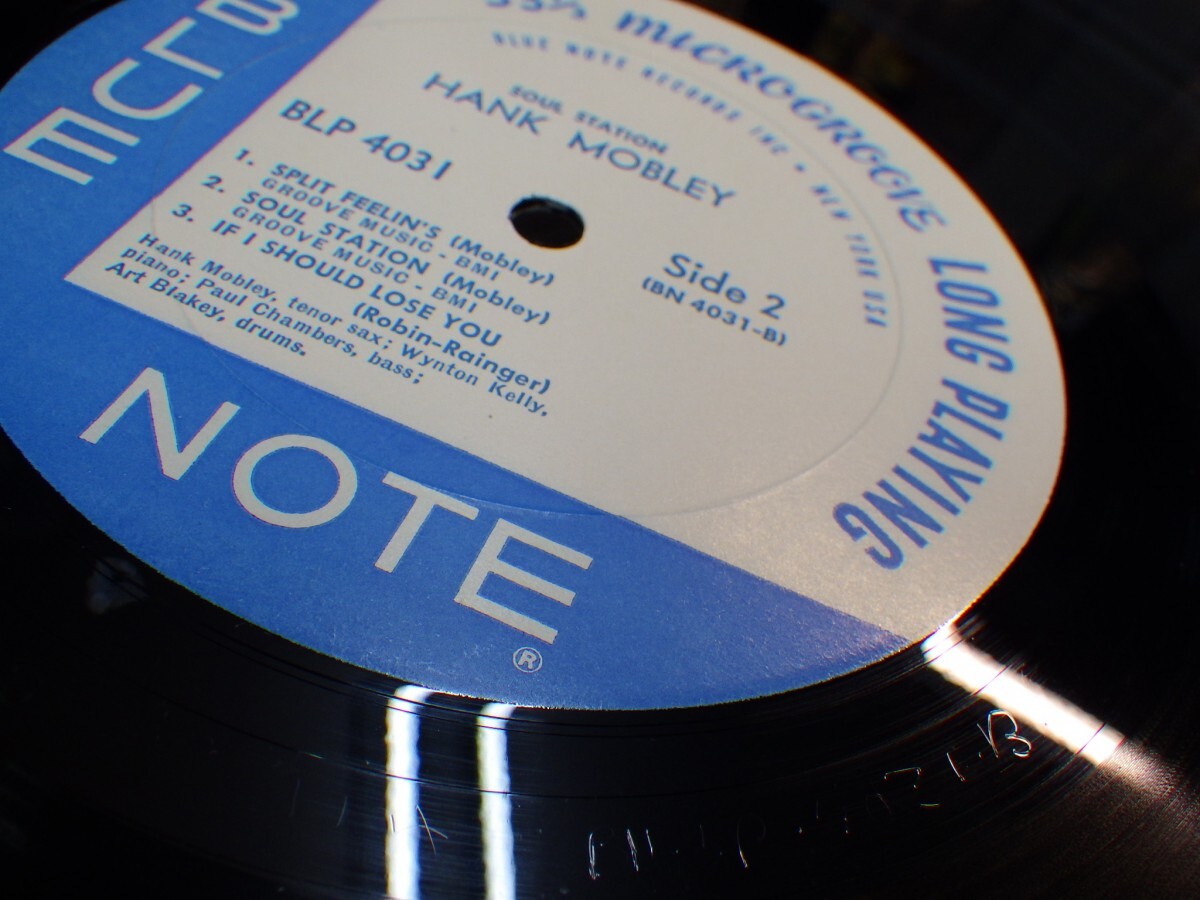 BLUE
NOTE
®
33⅓ MICROGROOVE LONG PLAYING
BLUE NOTE RECORDS INC • NEW YORK USA
SOUL STATION
HANK MOBLEY
BLP 4031
Side 2
(BN 4031-B)
1. SPLIT FEELIN'S (Mobley)
GROOVE MUSIC - BMI
2. SOUL STATION (Mobley)
GROOVE MUSIC - BMI
3. IF I SHOULD LOSE YOU
(Robin-Rainger)
Hank Mobley, tenor sax; Wynton Kelly,
piano; Paul Chambers, bass;
Art Blakey, drums.